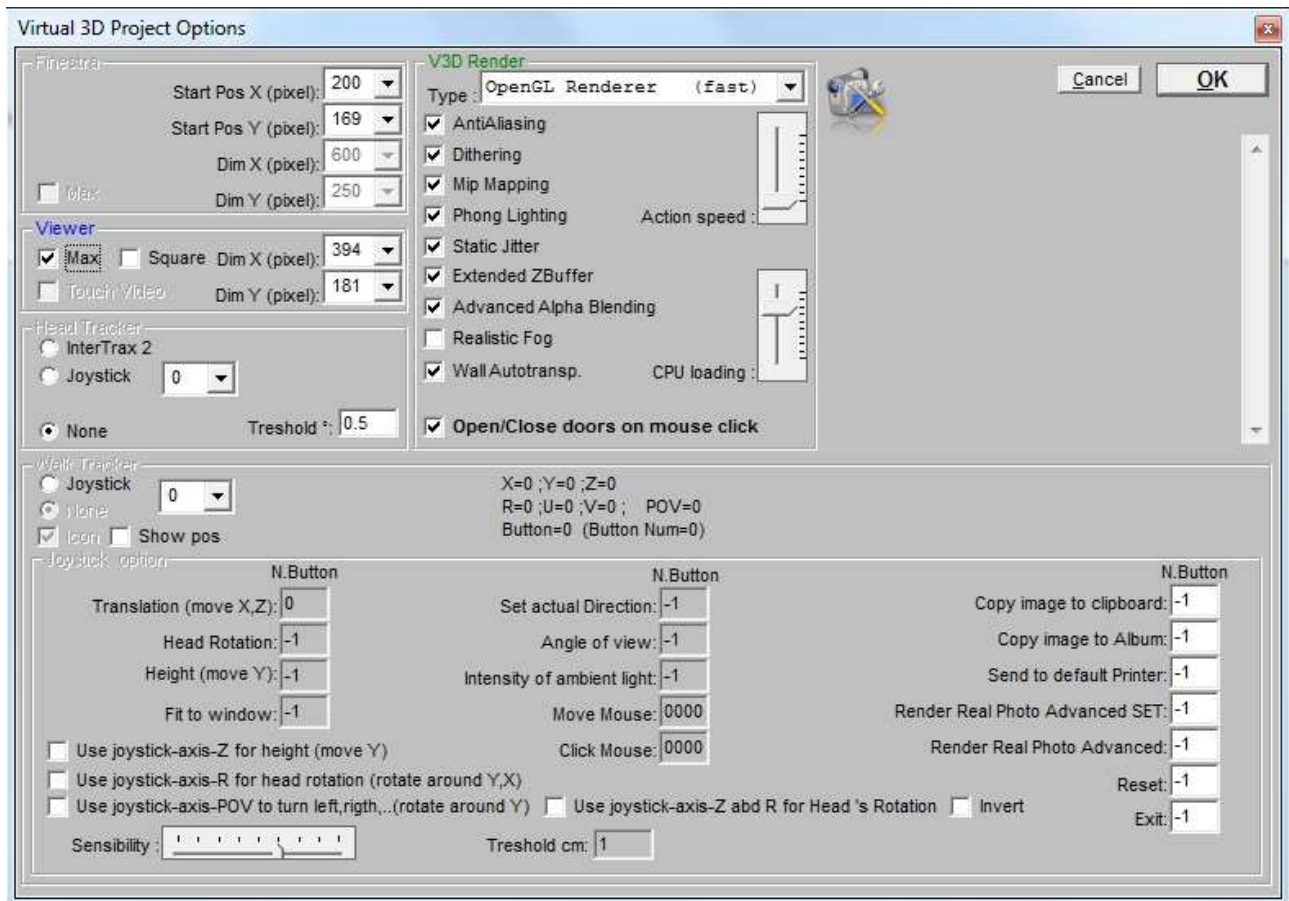 Virtual 3D Project Options
Finestra
Start Pos X (pixel): 200
Start Pos Y (pixel): 169
Dim X (pixel): 600
Max Dim Y (pixel): 250
Viewer
Max Square Dim X (pixel): 394
Touch Video Dim Y (pixel): 181
Head Tracker
InterTrax 2
Joystick 0
None Treshold °: 0.5
V3D Render
Type : OpenGL Renderer (fast)
AntiAliasing
Dithering
Mip Mapping
Phong Lighting Action speed :
Static Jitter
Extended ZBuffer
Advanced Alpha Blending
Realistic Fog
Wall Autotransp. CPU loading :
Open/Close doors on mouse click
Cancel OK
Walk Tracker
Joystick 0
None
Icon Show pos
X=0 ;Y=0 ;Z=0
R=0 ;U=0 ;V=0 ; POV=0
Button=0 (Button Num=0)
Joystick option
N.Button
Translation (move X,Z): 0
Head Rotation: -1
Height (move Y): -1
Fit to window: -1
N.Button
Set actual Direction: -1
Angle of view: -1
Intensity of ambient light: -1
Move Mouse: 0000
Click Mouse: 0000
N.Button
Copy image to clipboard: -1
Copy image to Album: -1
Send to default Printer: -1
Render Real Photo Advanced SET: -1
Render Real Photo Advanced: -1
Reset: -1
Exit: -1
Use joystick-axis-Z for height (move Y)
Use joystick-axis-R for head rotation (rotate around Y,X)
Use joystick-axis-POV to turn left,rigth,..(rotate around Y) Use joystick-axis-Z abd R for Head 's Rotation Invert
Sensibility : Treshold cm: 1